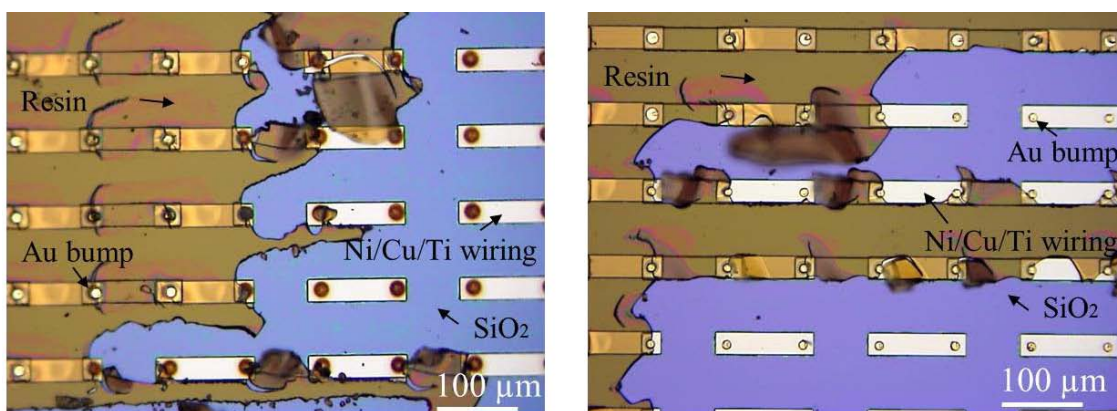 Resin
Au bump
Ni/Cu/Ti wiring
SiO₂
100 µm
Resin
Au bump
Ni/Cu/Ti wiring
SiO₂
100 µm